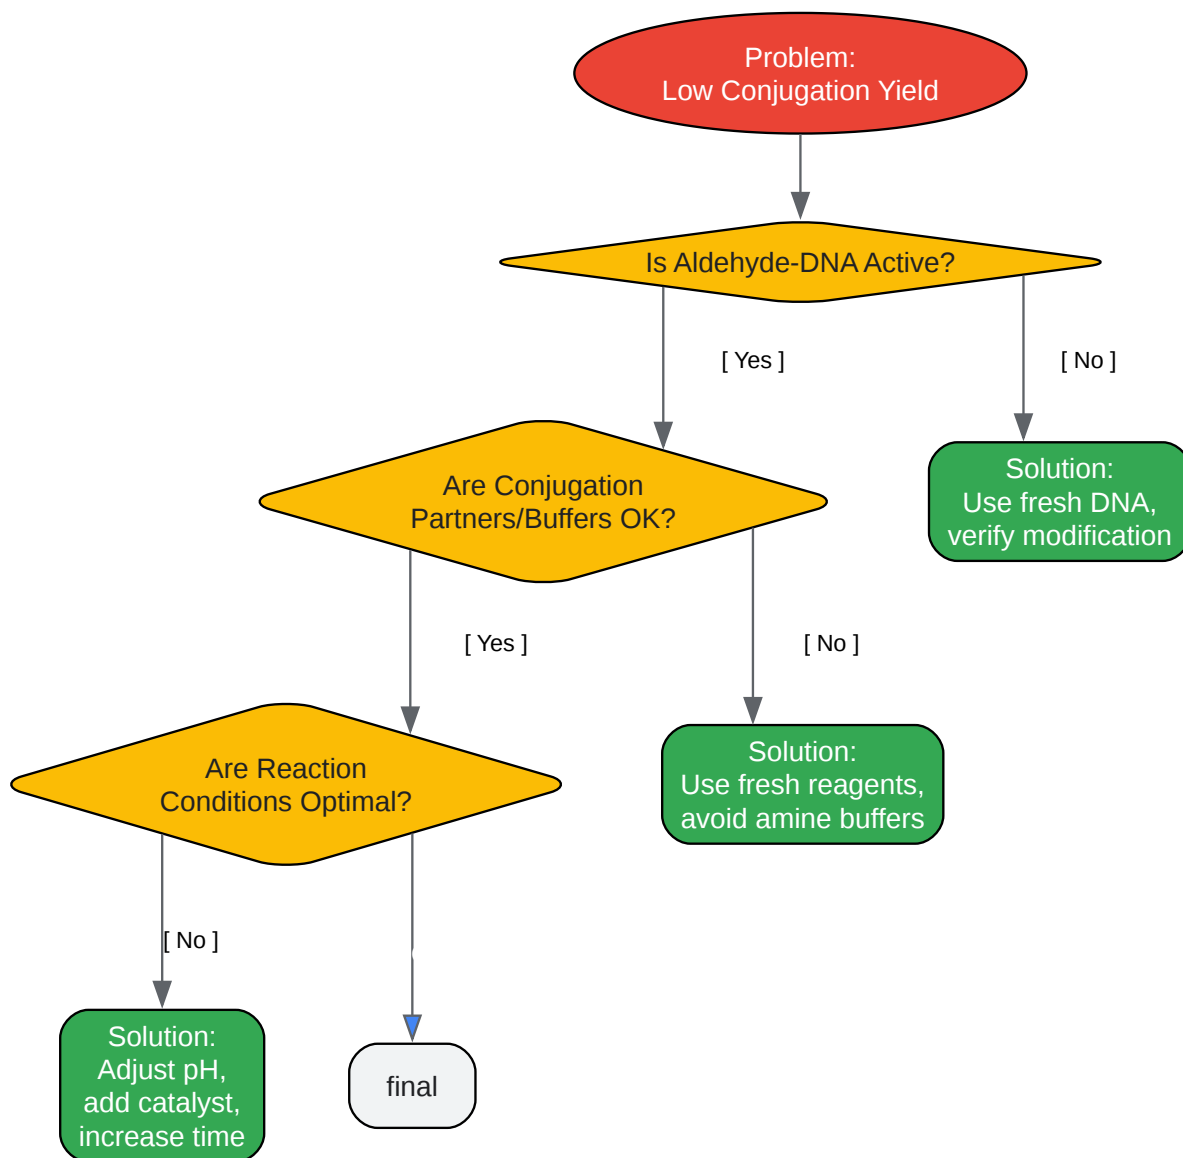 Problem:
Low Conjugation Yield
Is Aldehyde-DNA Active?
[ Yes ]
[ No ]
Are Conjugation
Partners/Buffers OK?
Solution:
Use fresh DNA,
verify modification
[ Yes ]
[ No ]
Are Reaction
Conditions Optimal?
Solution:
Use fresh reagents,
avoid amine buffers
[ No ]
Solution:
Adjust pH,
add catalyst,
increase time
final